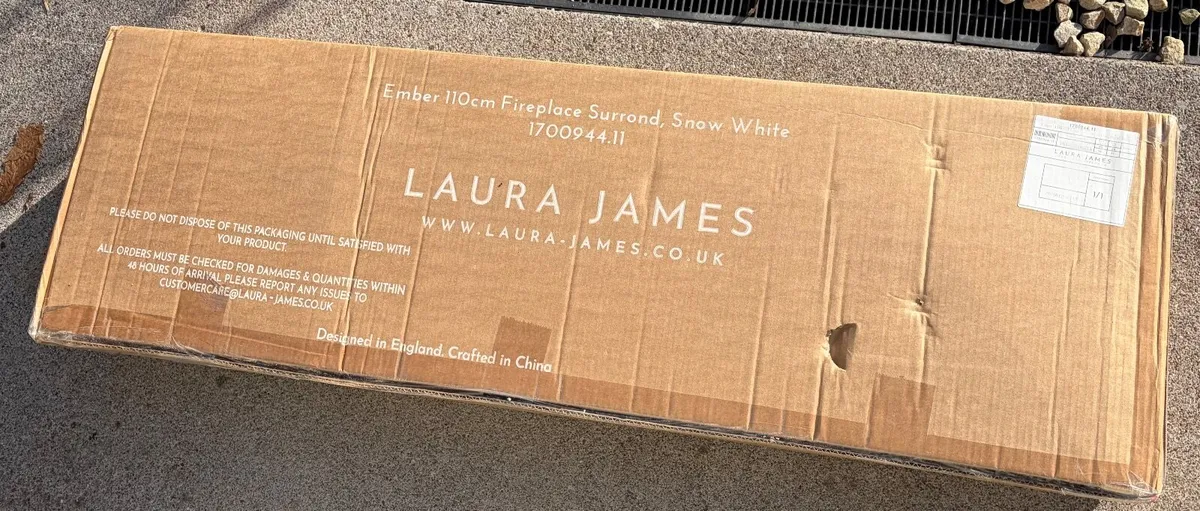 Ember 110cm Fireplace Surrond, Snow White
1700944.11
LAURA JAMES
WWW.LAURA-JAMES.CO.UK
PLEASE DO NOT DISPOSE OF THIS PACKAGING UNTIL SATISFIED WITH
YOUR PRODUCT.
ALL ORDERS MUST BE CHECKED FOR DAMAGES & QUANTITIES WITHIN
48 HOURS OF ARRIVAL PLEASE REPORT ANY ISSUES TO
CUSTOMERCARE@LAURA-JAMES.CO.UK
Designed in England. Crafted in China
1700944.11
LAURA JAMES
1/1